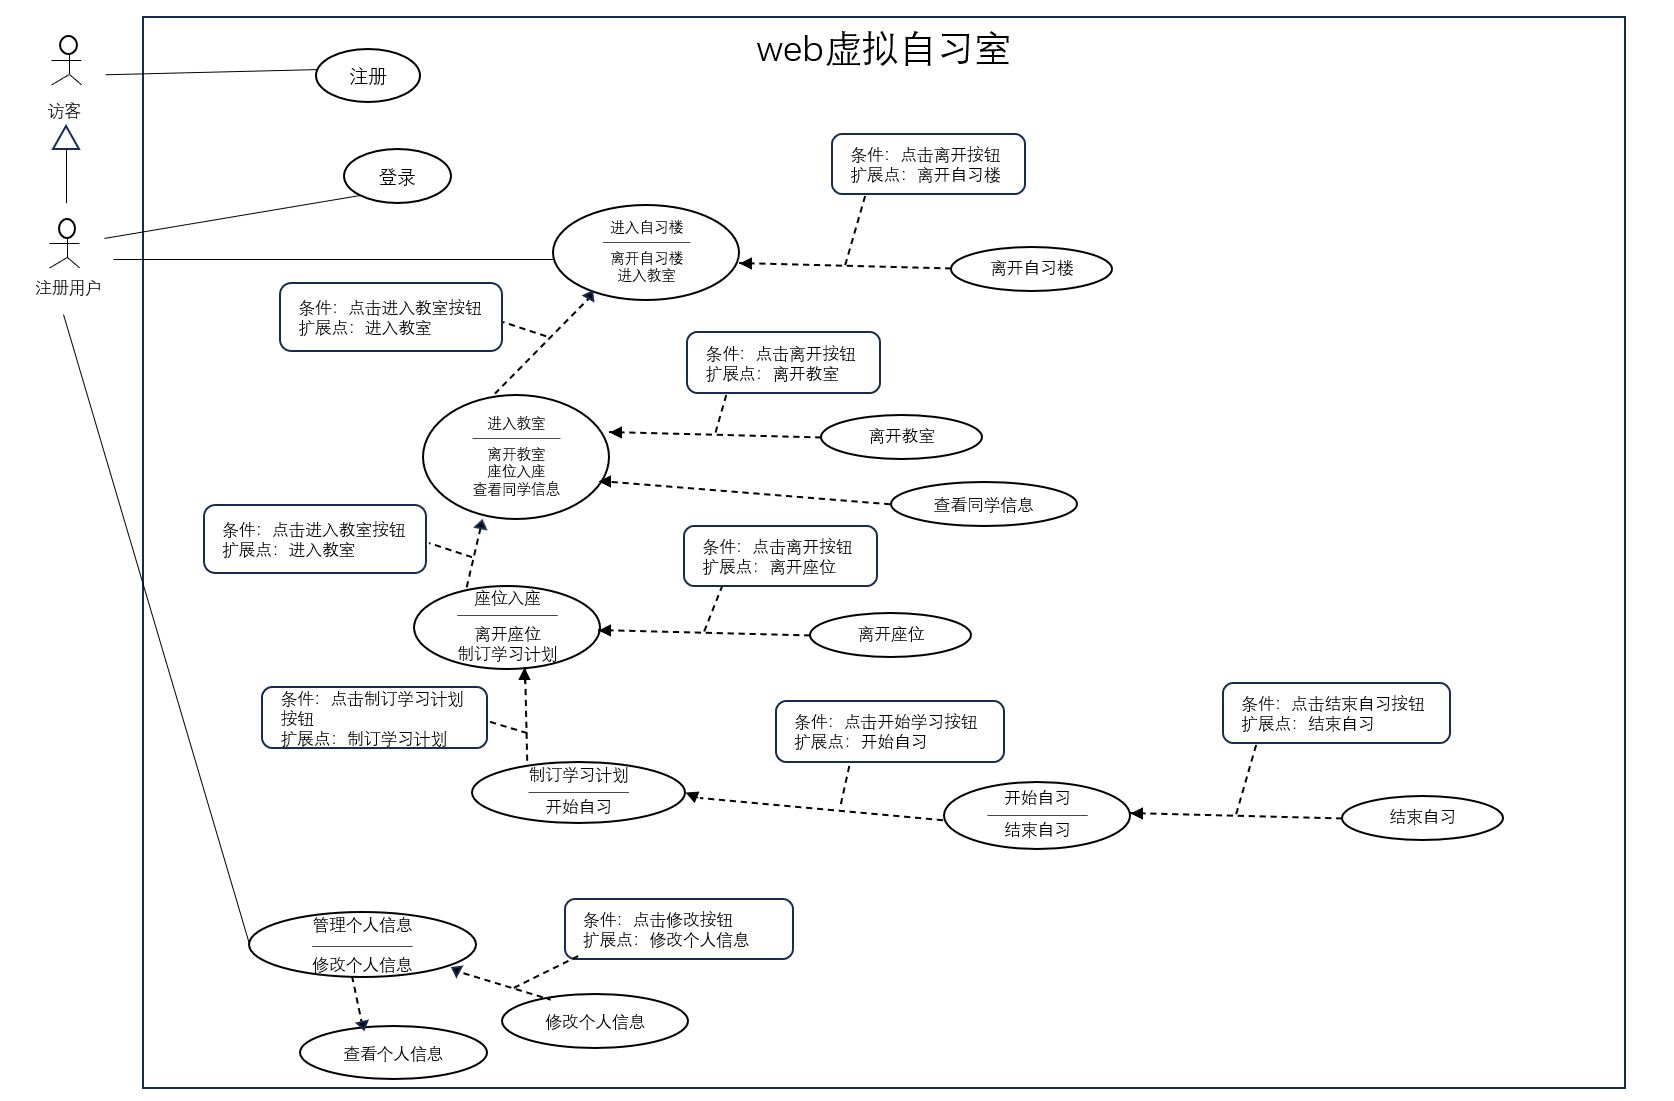 web虚拟自习室
访客
注册
登录
注册用户
条件：点击离开按钮
扩展点：离开自习楼
进入自习楼
离开自习楼
进入教室
离开自习楼
条件：点击进入教室按钮
扩展点：进入教室
条件：点击离开按钮
扩展点：离开教室
进入教室
离开教室
座位入座
查看同学信息
离开教室
查看同学信息
条件：点击进入教室按钮
扩展点：进入教室
条件：点击离开按钮
扩展点：离开座位
座位入座
离开座位
制订学习计划
离开座位
条件：点击制订学习计划
按钮
扩展点：制订学习计划
条件：点击开始学习按钮
扩展点：开始自习
条件：点击结束自习按钮
扩展点：结束自习
制订学习计划
开始自习
开始自习
结束自习
结束自习
管理个人信息
修改个人信息
条件：点击修改按钮
扩展点：修改个人信息
修改个人信息
查看个人信息